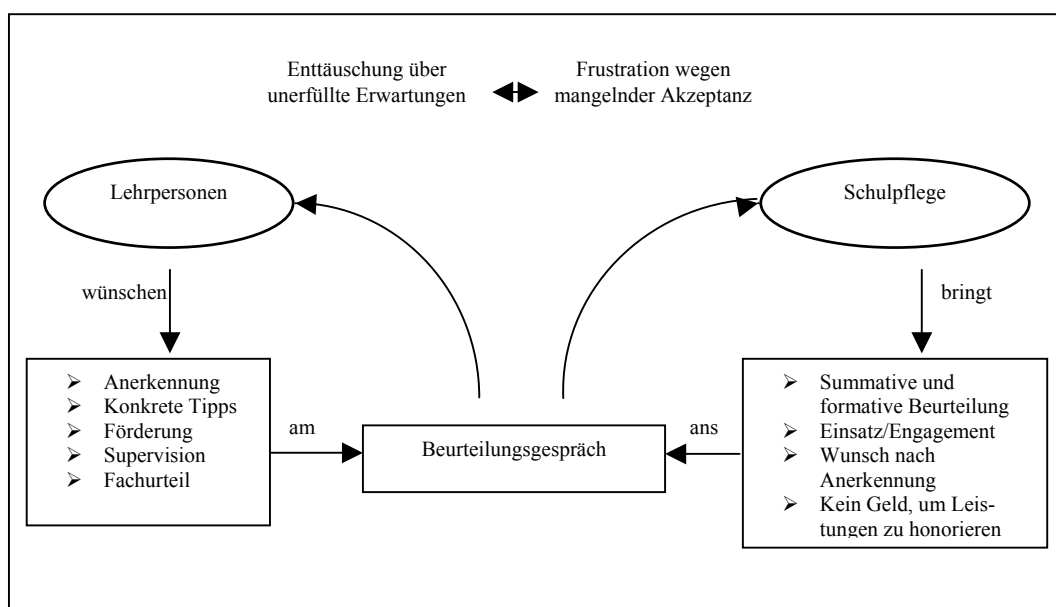 Enttäuschung über
unerfüllte Erwartungen
Frustration wegen
mangelnder Akzeptanz
Lehrpersonen
Schulpflege
wünschen
bringt
➢ Anerkennung
➢ Konkrete Tipps
➢ Förderung
➢ Supervision
➢ Fachurteil
am
Beurteilungsgespräch
ans
➢ Summative und
formative Beurteilung
➢ Einsatz/Engagement
➢ Wunsch nach
Anerkennung
➢ Kein Geld, um Leis-
tungen zu honorieren